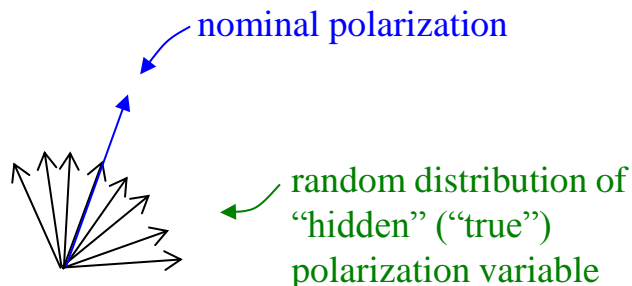 nominal polarization
random distribution of
“hidden” (“true”)
polarization variable